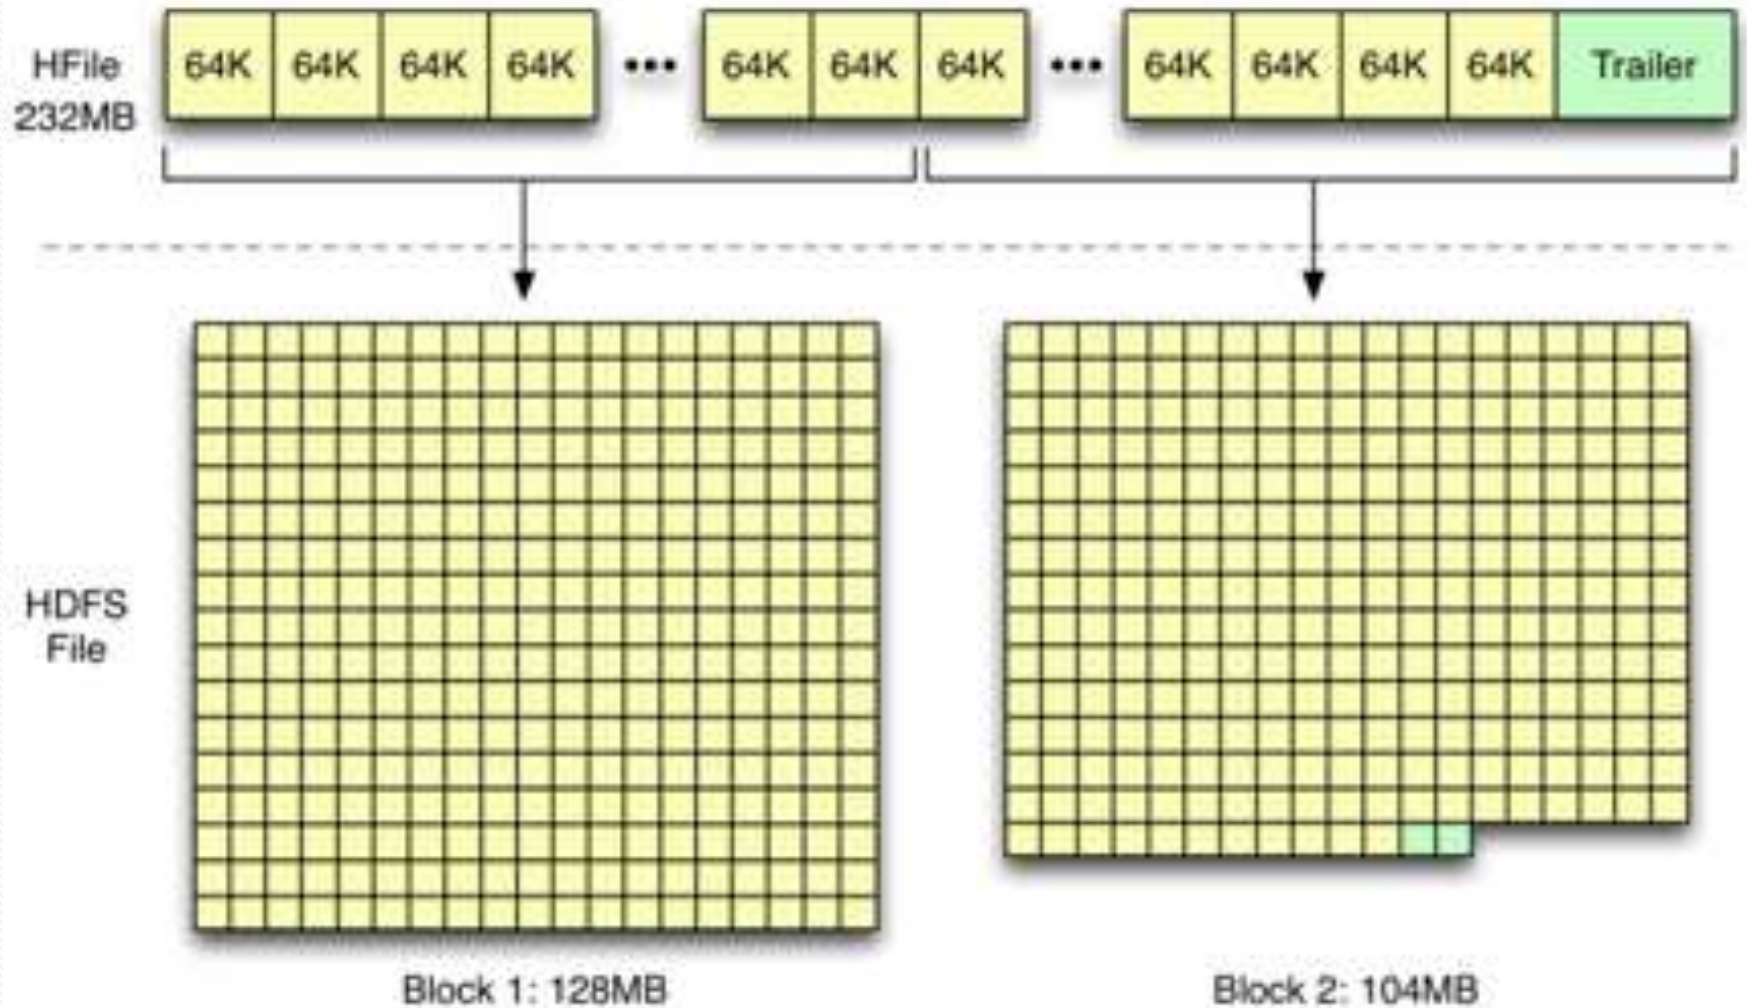 HFile
232MB
64K 64K 64K 64K ••• 64K 64K 64K ••• 64K 64K 64K 64K Trailer
HDFS
File
Block 1: 128MB
Block 2: 104MB